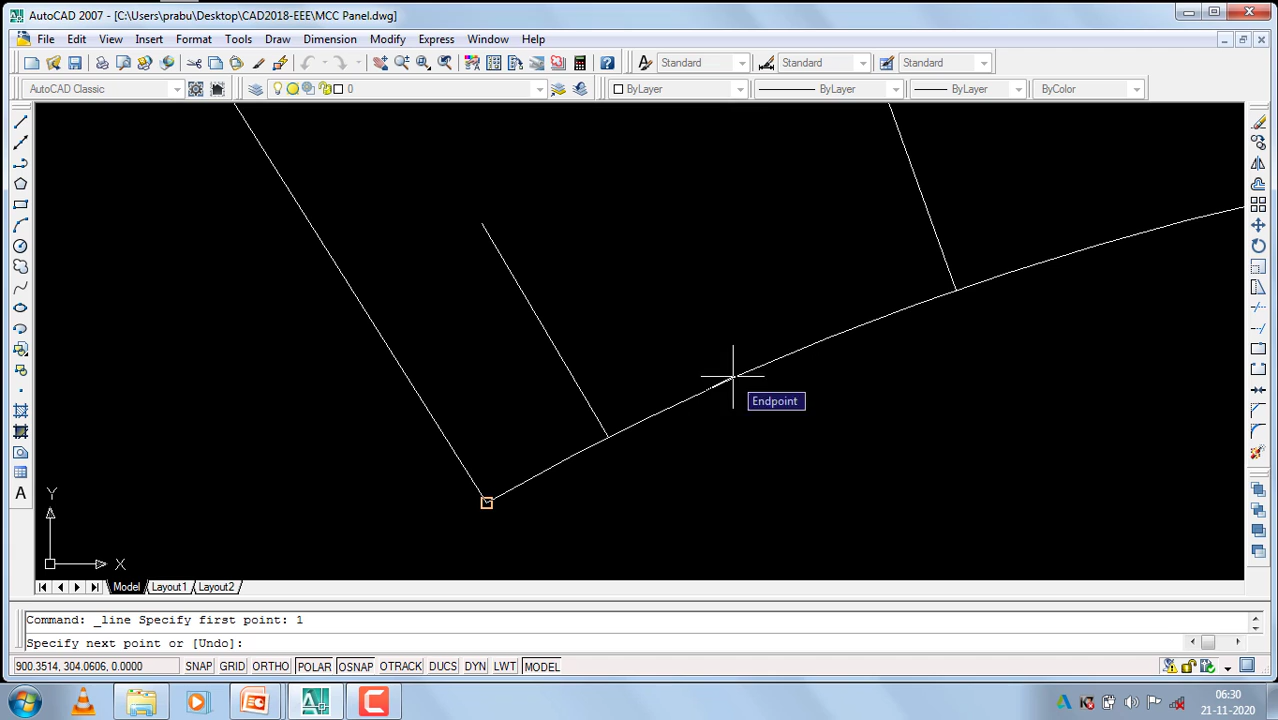 AutoCAD 2007 - [C:\Users\prabu\Desktop\CAD2018-EEE\MCC Panel.dwg]
File Edit View Insert Format Tools Draw Dimension Modify Express Window Help
Standard Standard Standard
AutoCAD Classic 0 ByLayer ByLayer ByLayer ByColor
A
Endpoint
Y
X
Model Layout1 Layout2
Command: _line Specify first point: 1
Specify next point or [Undo]:
900.3514, 304.0606, 0.0000 SNAP GRID ORTHO POLAR OSNAP OTRACK DUCS DYN LWT MODEL
06:30
21-11-2020